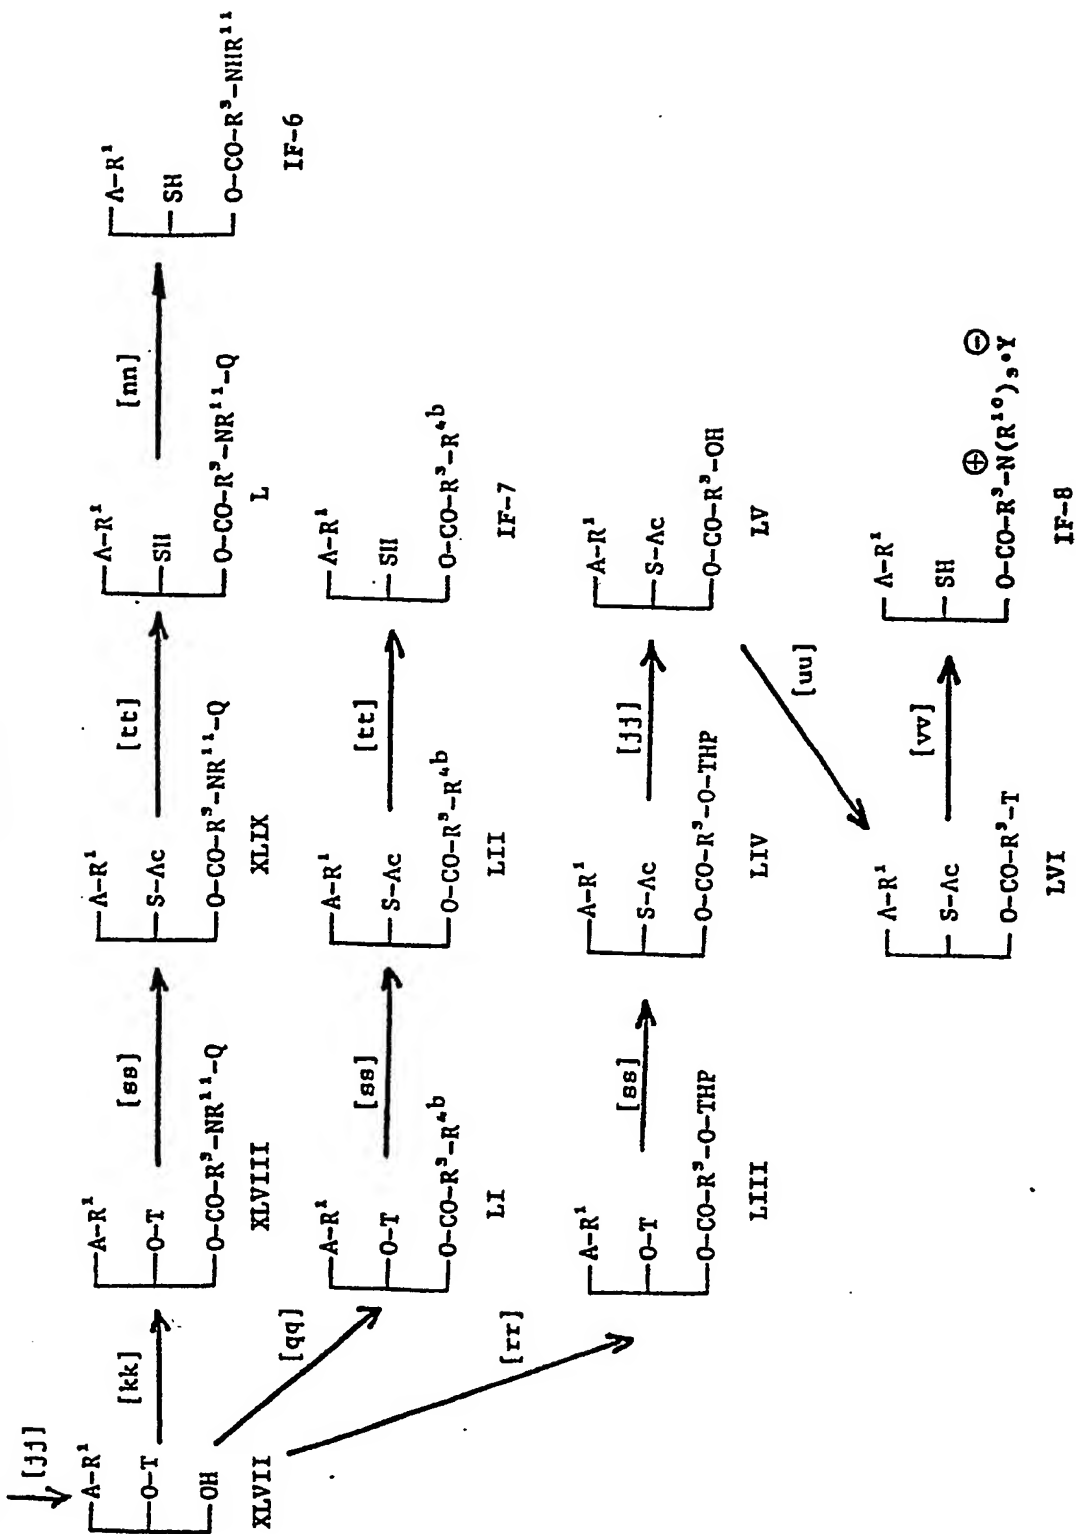 [jj]
A-R¹
O-T
OH
XLVII
[kk]
[qq]
[rr]
A-R¹
O-T
O-CO-R³-NR¹¹-Q
XLVIII
[ss]
A-R¹
S-Ac
O-CO-R³-NR¹¹-Q
XLIX
[tt]
A-R¹
SH
O-CO-R³-NR¹¹-Q
L
[nn]
A-R¹
SH
O-CO-R³-NHR¹¹
IF-6
A-R¹
O-T
O-CO-R³-R⁴ᵇ
LI
[ss]
A-R¹
S-Ac
O-CO-R³-R⁴ᵇ
LII
[tt]
A-R¹
SH
O-CO-R³-R⁴ᵇ
IF-7
A-R¹
O-T
O-CO-R³-O-THP
LIII
[ss]
A-R¹
S-Ac
O-CO-R³-O-THP
LIV
[jj]
A-R¹
S-Ac
O-CO-R³-OH
LV
[uu]
A-R¹
S-Ac
O-CO-R³-T
LVI
[vv]
A-R¹
SH
⊕ ⊖
O-CO-R³-N(R¹⁰)₃•Y
IF-8